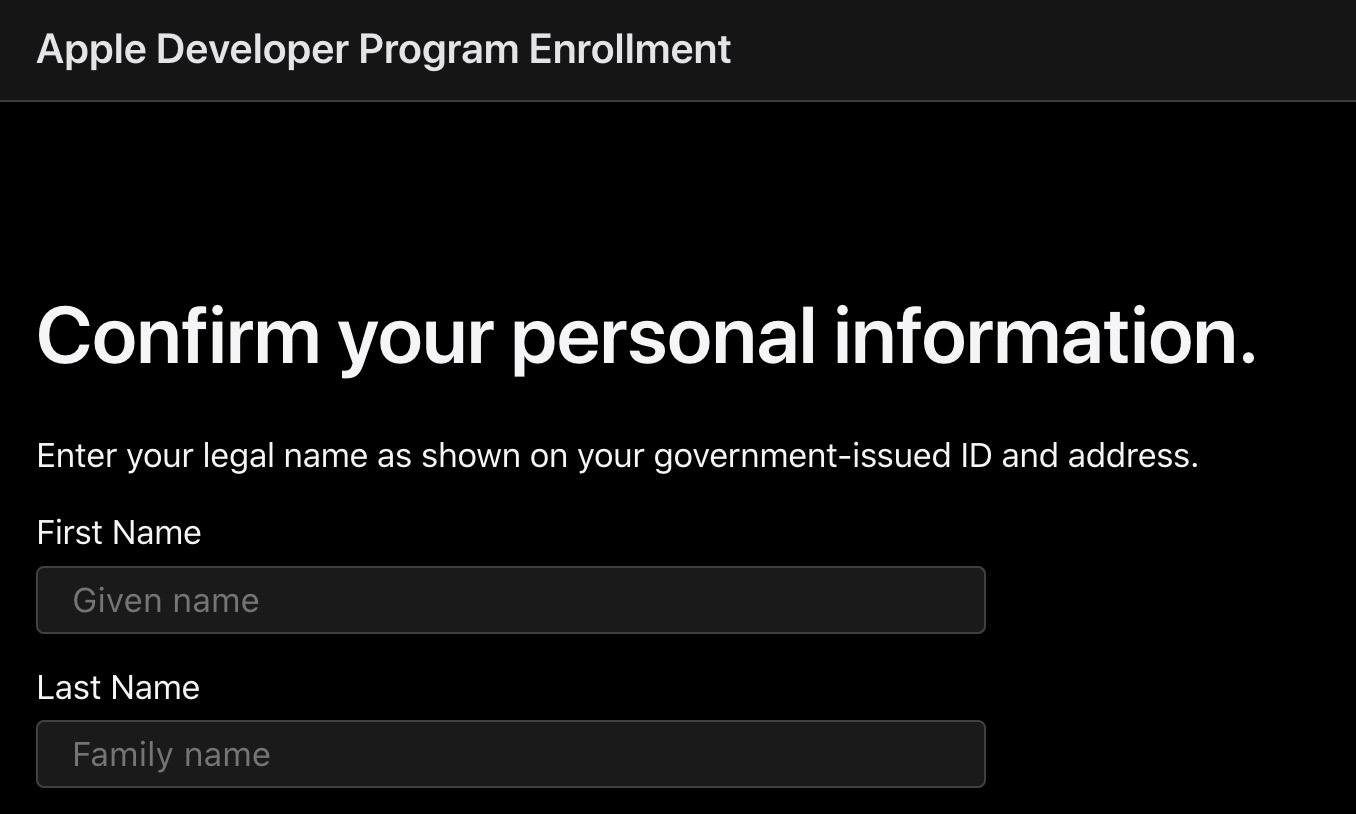 Apple Developer Program Enrollment
Confirm your personal information.
Enter your legal name as shown on your government-issued ID and address.
First Name
Given name
Last Name
Family name